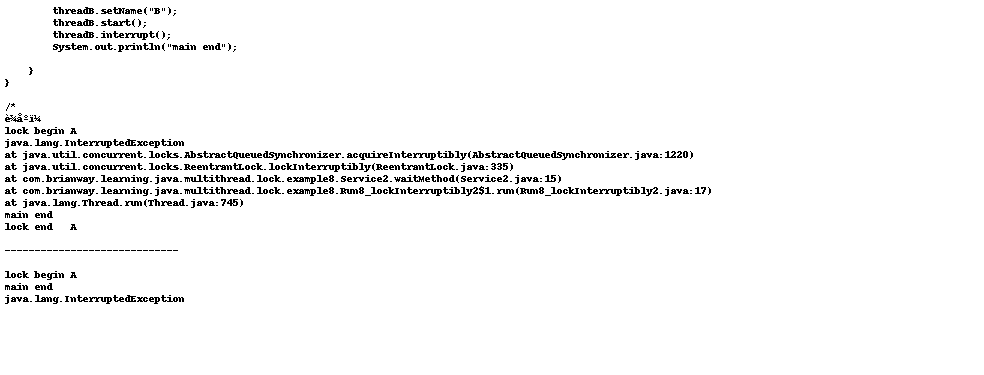 threadB.setName("B");
threadB.start();
threadB.interrupt();
System.out.println("main end");
}
}
/*
è¾å ºï¼
lock begin A
java.lang.InterruptedException
at java.util.concurrent.locks.AbstractQueuedSynchronizer.acquireInterruptibly(AbstractQueuedSynchronizer.java:1220)
at java.util.concurrent.locks.ReentrantLock.lockInterruptibly(ReentrantLock.java:335)
at com.brianway.learning.java.multithread.lock.example8.Service2.waitMethod(Service2.java:15)
at com.brianway.learning.java.multithread.lock.example8.Run8_lockInterruptibly2$1.run(Run8_lockInterruptibly2.java:17)
at java.lang.Thread.run(Thread.java:745)
main end
lock end   A
-----------------------------
lock begin A
main end
java.lang.InterruptedException